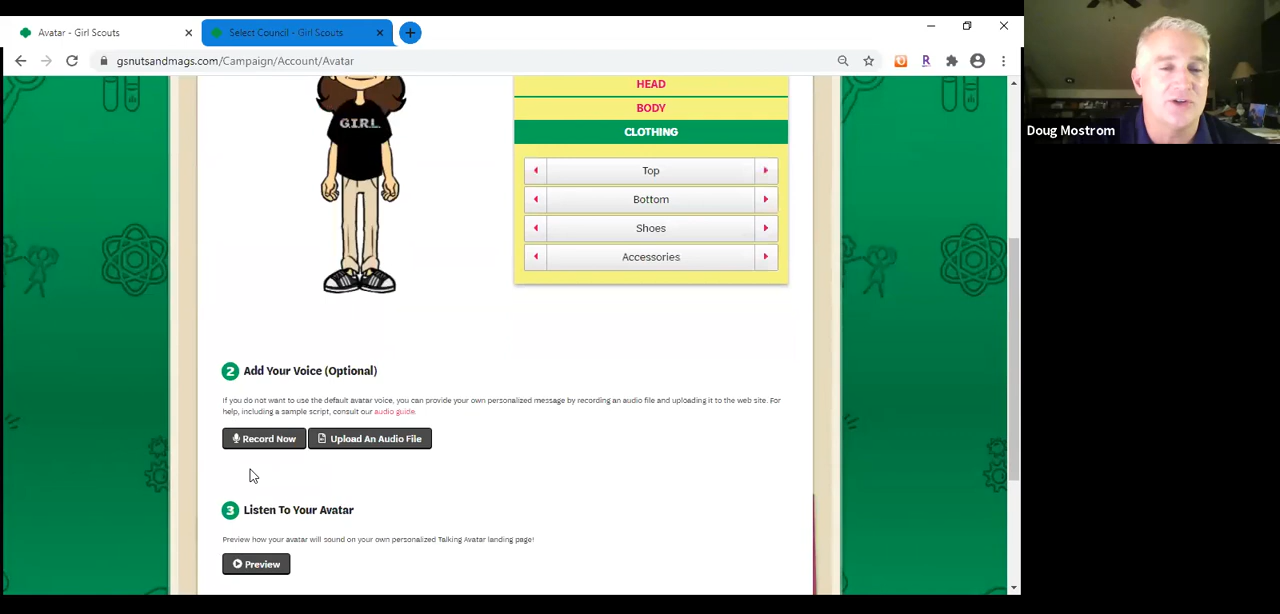 Avatar - Girl Scouts
Select Council - Girl Scouts
gsnutsandmags.com/Campaign/Account/Avatar
R
Doug Mostrom
G.I.R.L.
HEAD
BODY
CLOTHING
Top
Bottom
Shoes
Accessories
2 Add Your Voice (Optional)
If you do not want to use the default avatar voice, you can provide your own personalized message by recording an audio file and uploading it to the web site. For
help, including a sample script, consult our audio guide.
Record Now Upload An Audio File
3 Listen To Your Avatar
Preview how your avatar will sound on your own personalized Talking Avatar landing page!
Preview